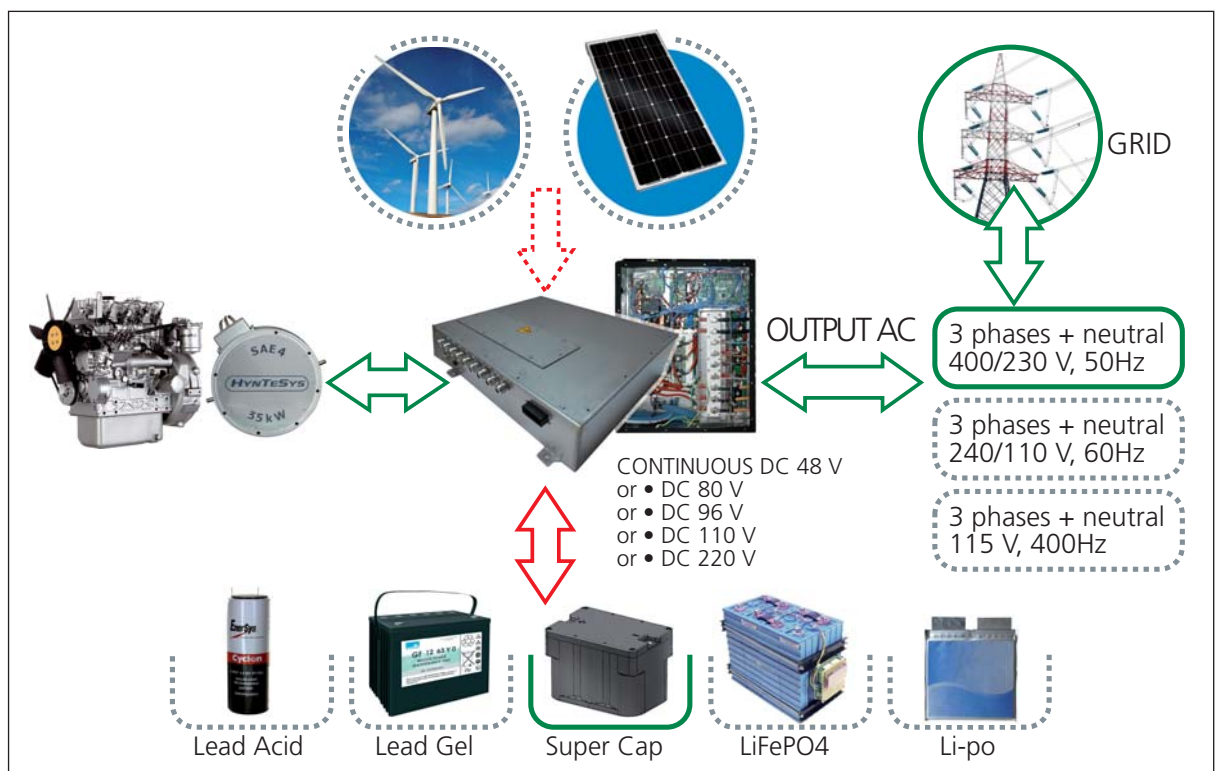 GRID
SAE4
HYNTESYS
35kW
OUTPUT AC
3 phases + neutral
400/230 V, 50Hz
3 phases + neutral
240/110 V, 60Hz
3 phases + neutral
115 V, 400Hz
CONTINUOUS DC 48 V
or • DC 80 V
or • DC 96 V
or • DC 110 V
or • DC 220 V
EnerSys
Cyclon
Lead Acid
Lead Gel
Super Cap
LiFePO4
Li-po